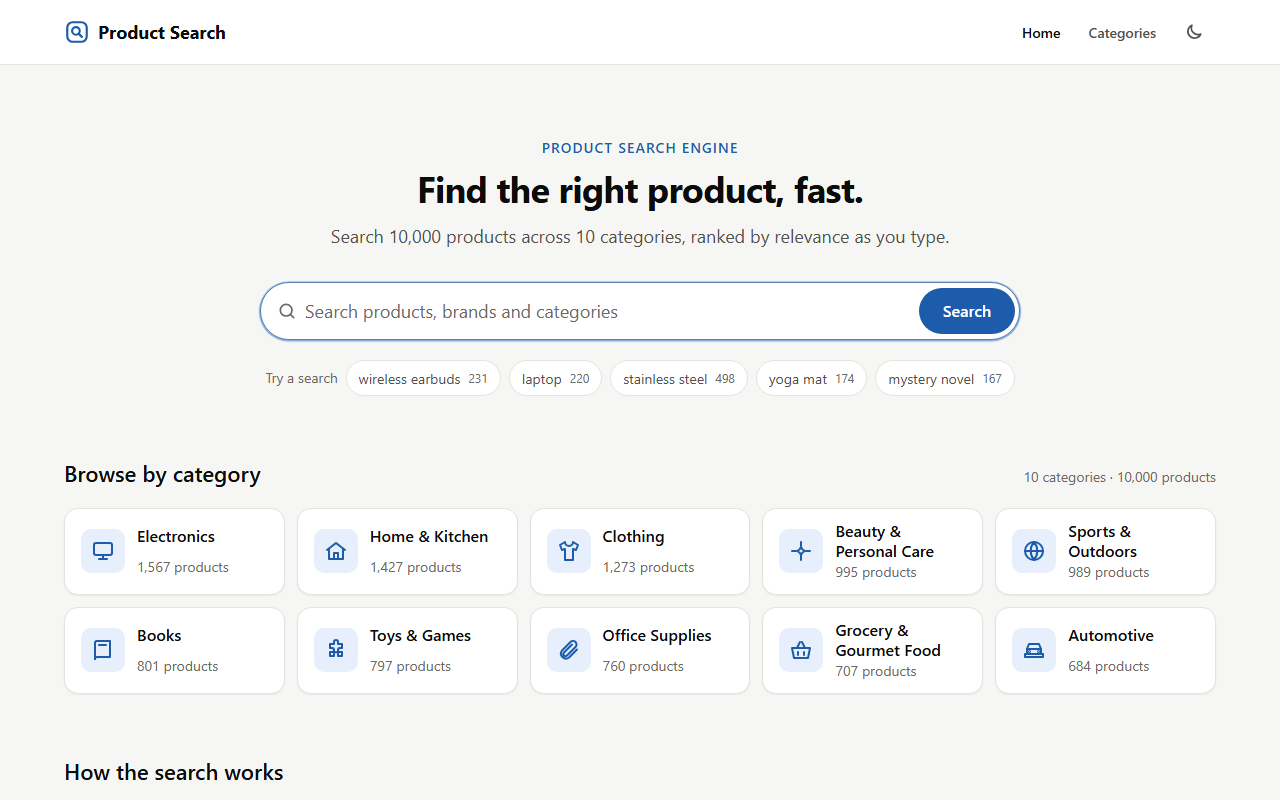 Product Search
Home
Categories
PRODUCT SEARCH ENGINE
Find the right product, fast.
Search 10,000 products across 10 categories, ranked by relevance as you type.
Search products, brands and categories
Search
Try a search
wireless earbuds 231
laptop 220
stainless steel 498
yoga mat 174
mystery novel 167
Browse by category
10 categories · 10,000 products
Electronics
1,567 products
Home & Kitchen
1,427 products
Clothing
1,273 products
Beauty &
Personal Care
995 products
Sports &
Outdoors
989 products
Books
801 products
Toys & Games
797 products
Office Supplies
760 products
Grocery &
Gourmet Food
707 products
Automotive
684 products
How the search works